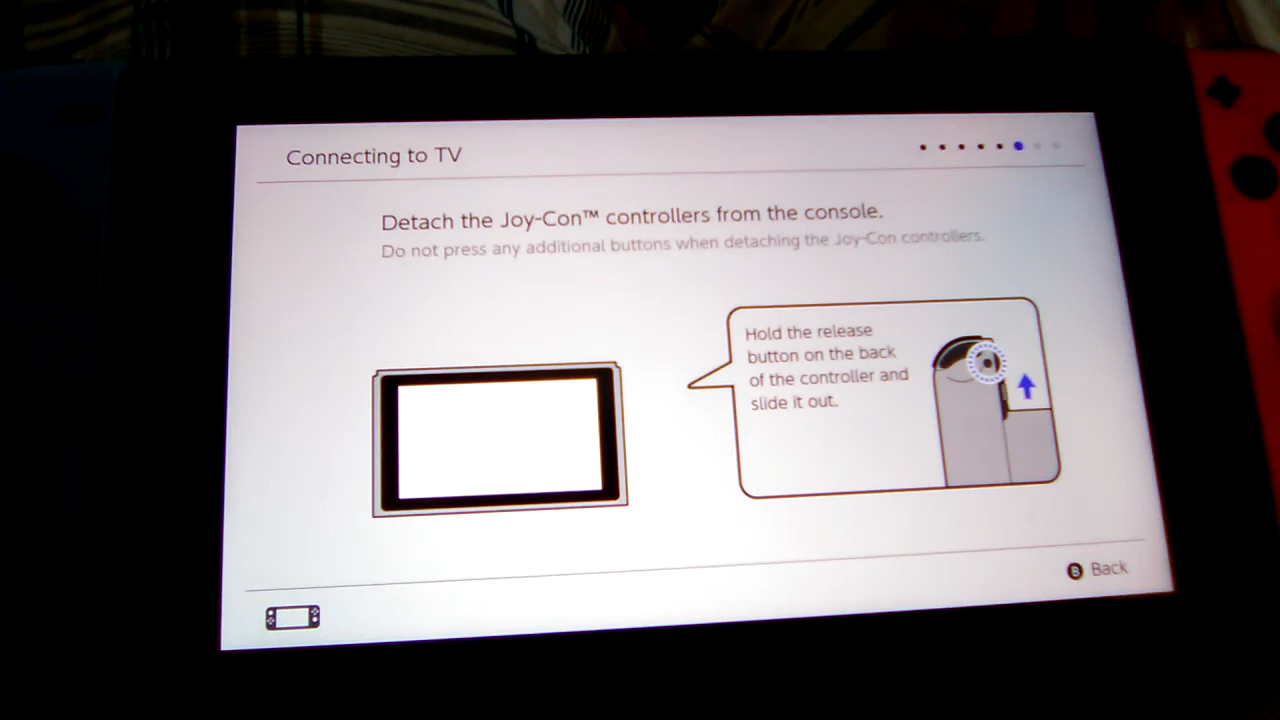 Connecting to TV
Detach the Joy-Con™ controllers from the console.
Do not press any additional buttons when detaching the Joy-Con controllers.
Hold the release
button on the back
of the controller and
slide it out.
B Back